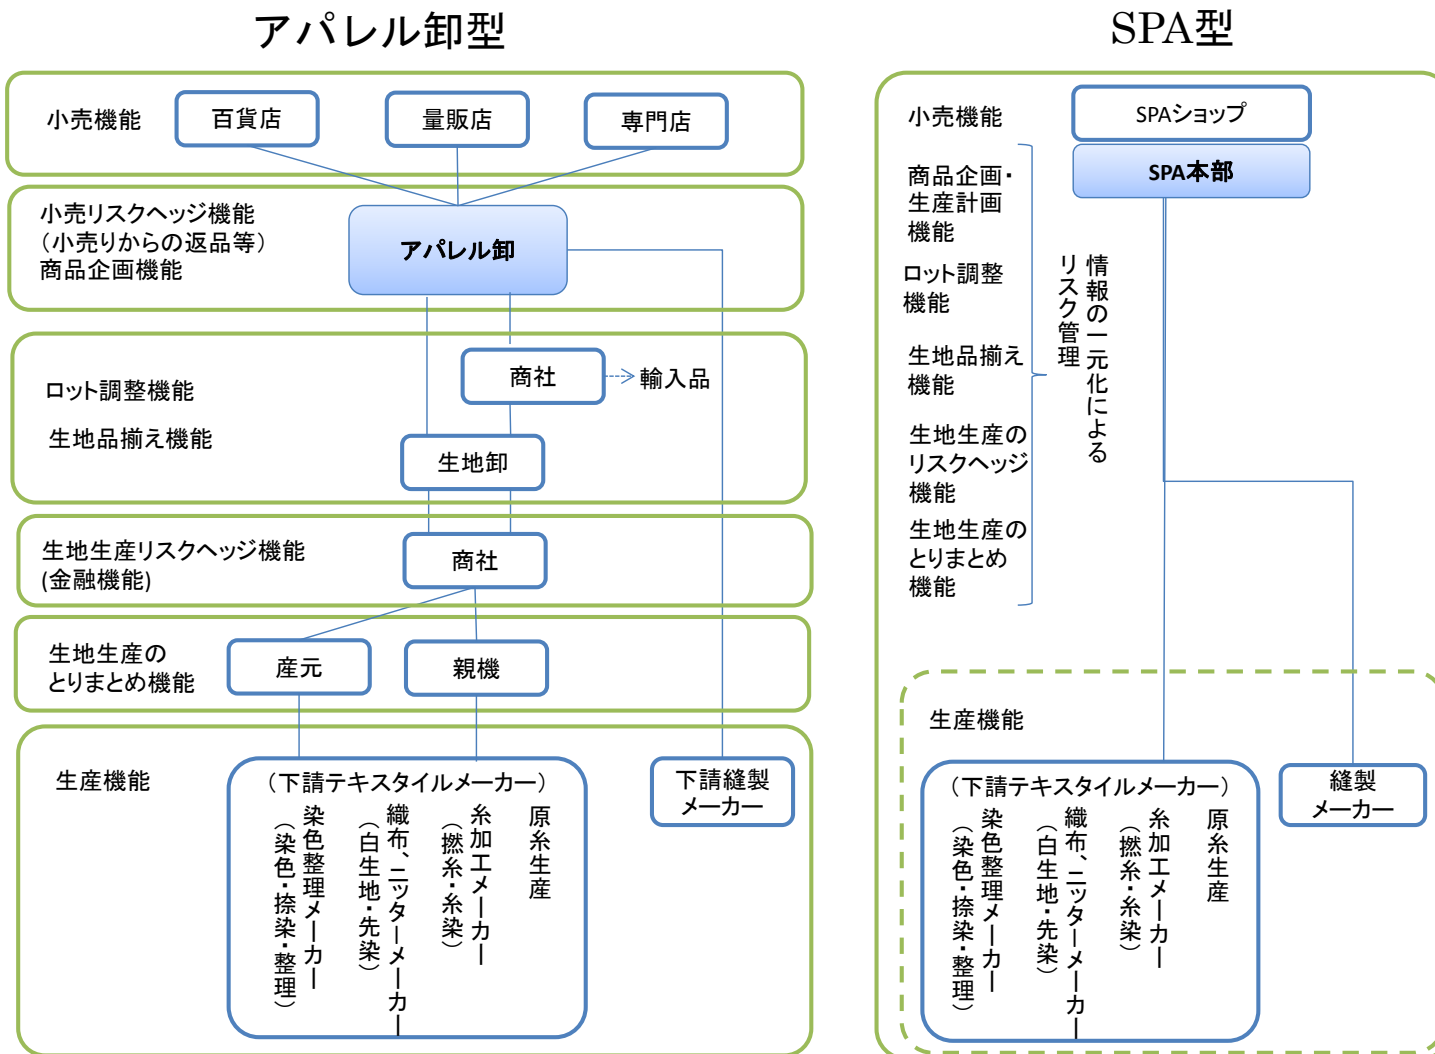 アパレル卸型
小売機能
百貨店
量販店
専門店
小売リスクヘッジ機能
（小売りからの返品等）
商品企画機能
アパレル卸
ロット調整機能
生地品揃え機能
商社
輸入品
生地卸
生地生産リスクヘッジ機能
(金融機能)
商社
生地生産の
とりまとめ機能
産元
親機
生産機能
（下請テキスタイルメーカー）
原糸生産
糸加工メーカー
（撚糸・糸染）
織布、ニッターメーカー
（白生地・先染）
染色整理メーカー
（染色・捺染・整理）
下請縫製
メーカー
SPA型
小売機能
SPAショップ
SPA本部
商品企画・
生産計画
機能
ロット調整
機能
生地品揃え
機能
生地生産の
リスクヘッジ
機能
生地生産の
とりまとめ
機能
情報の一元化による
リスク管理
生産機能
（下請テキスタイルメーカー）
原糸生産
糸加工メーカー
（撚糸・糸染）
織布、ニッターメーカー
（白生地・先染）
染色整理メーカー
（染色・捺染・整理）
縫製
メーカー